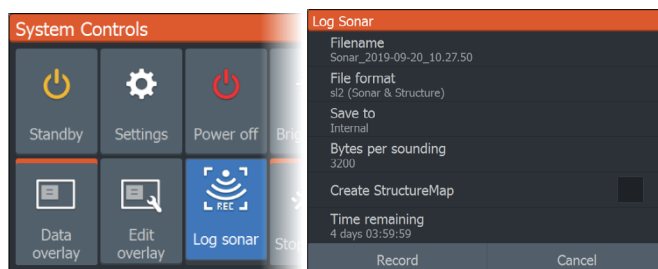 System Controls
Standby
Settings
Power off
Data
overlay
Edit
overlay
REC
Log sonar
Log Sonar
Filename
Sonar_2019-09-20_10.27.50
File format
sl2 (Sonar & Structure)
Save to
Internal
Bytes per sounding
3200
Create StructureMap
Time remaining
4 days 03:59:59
Record
Cancel